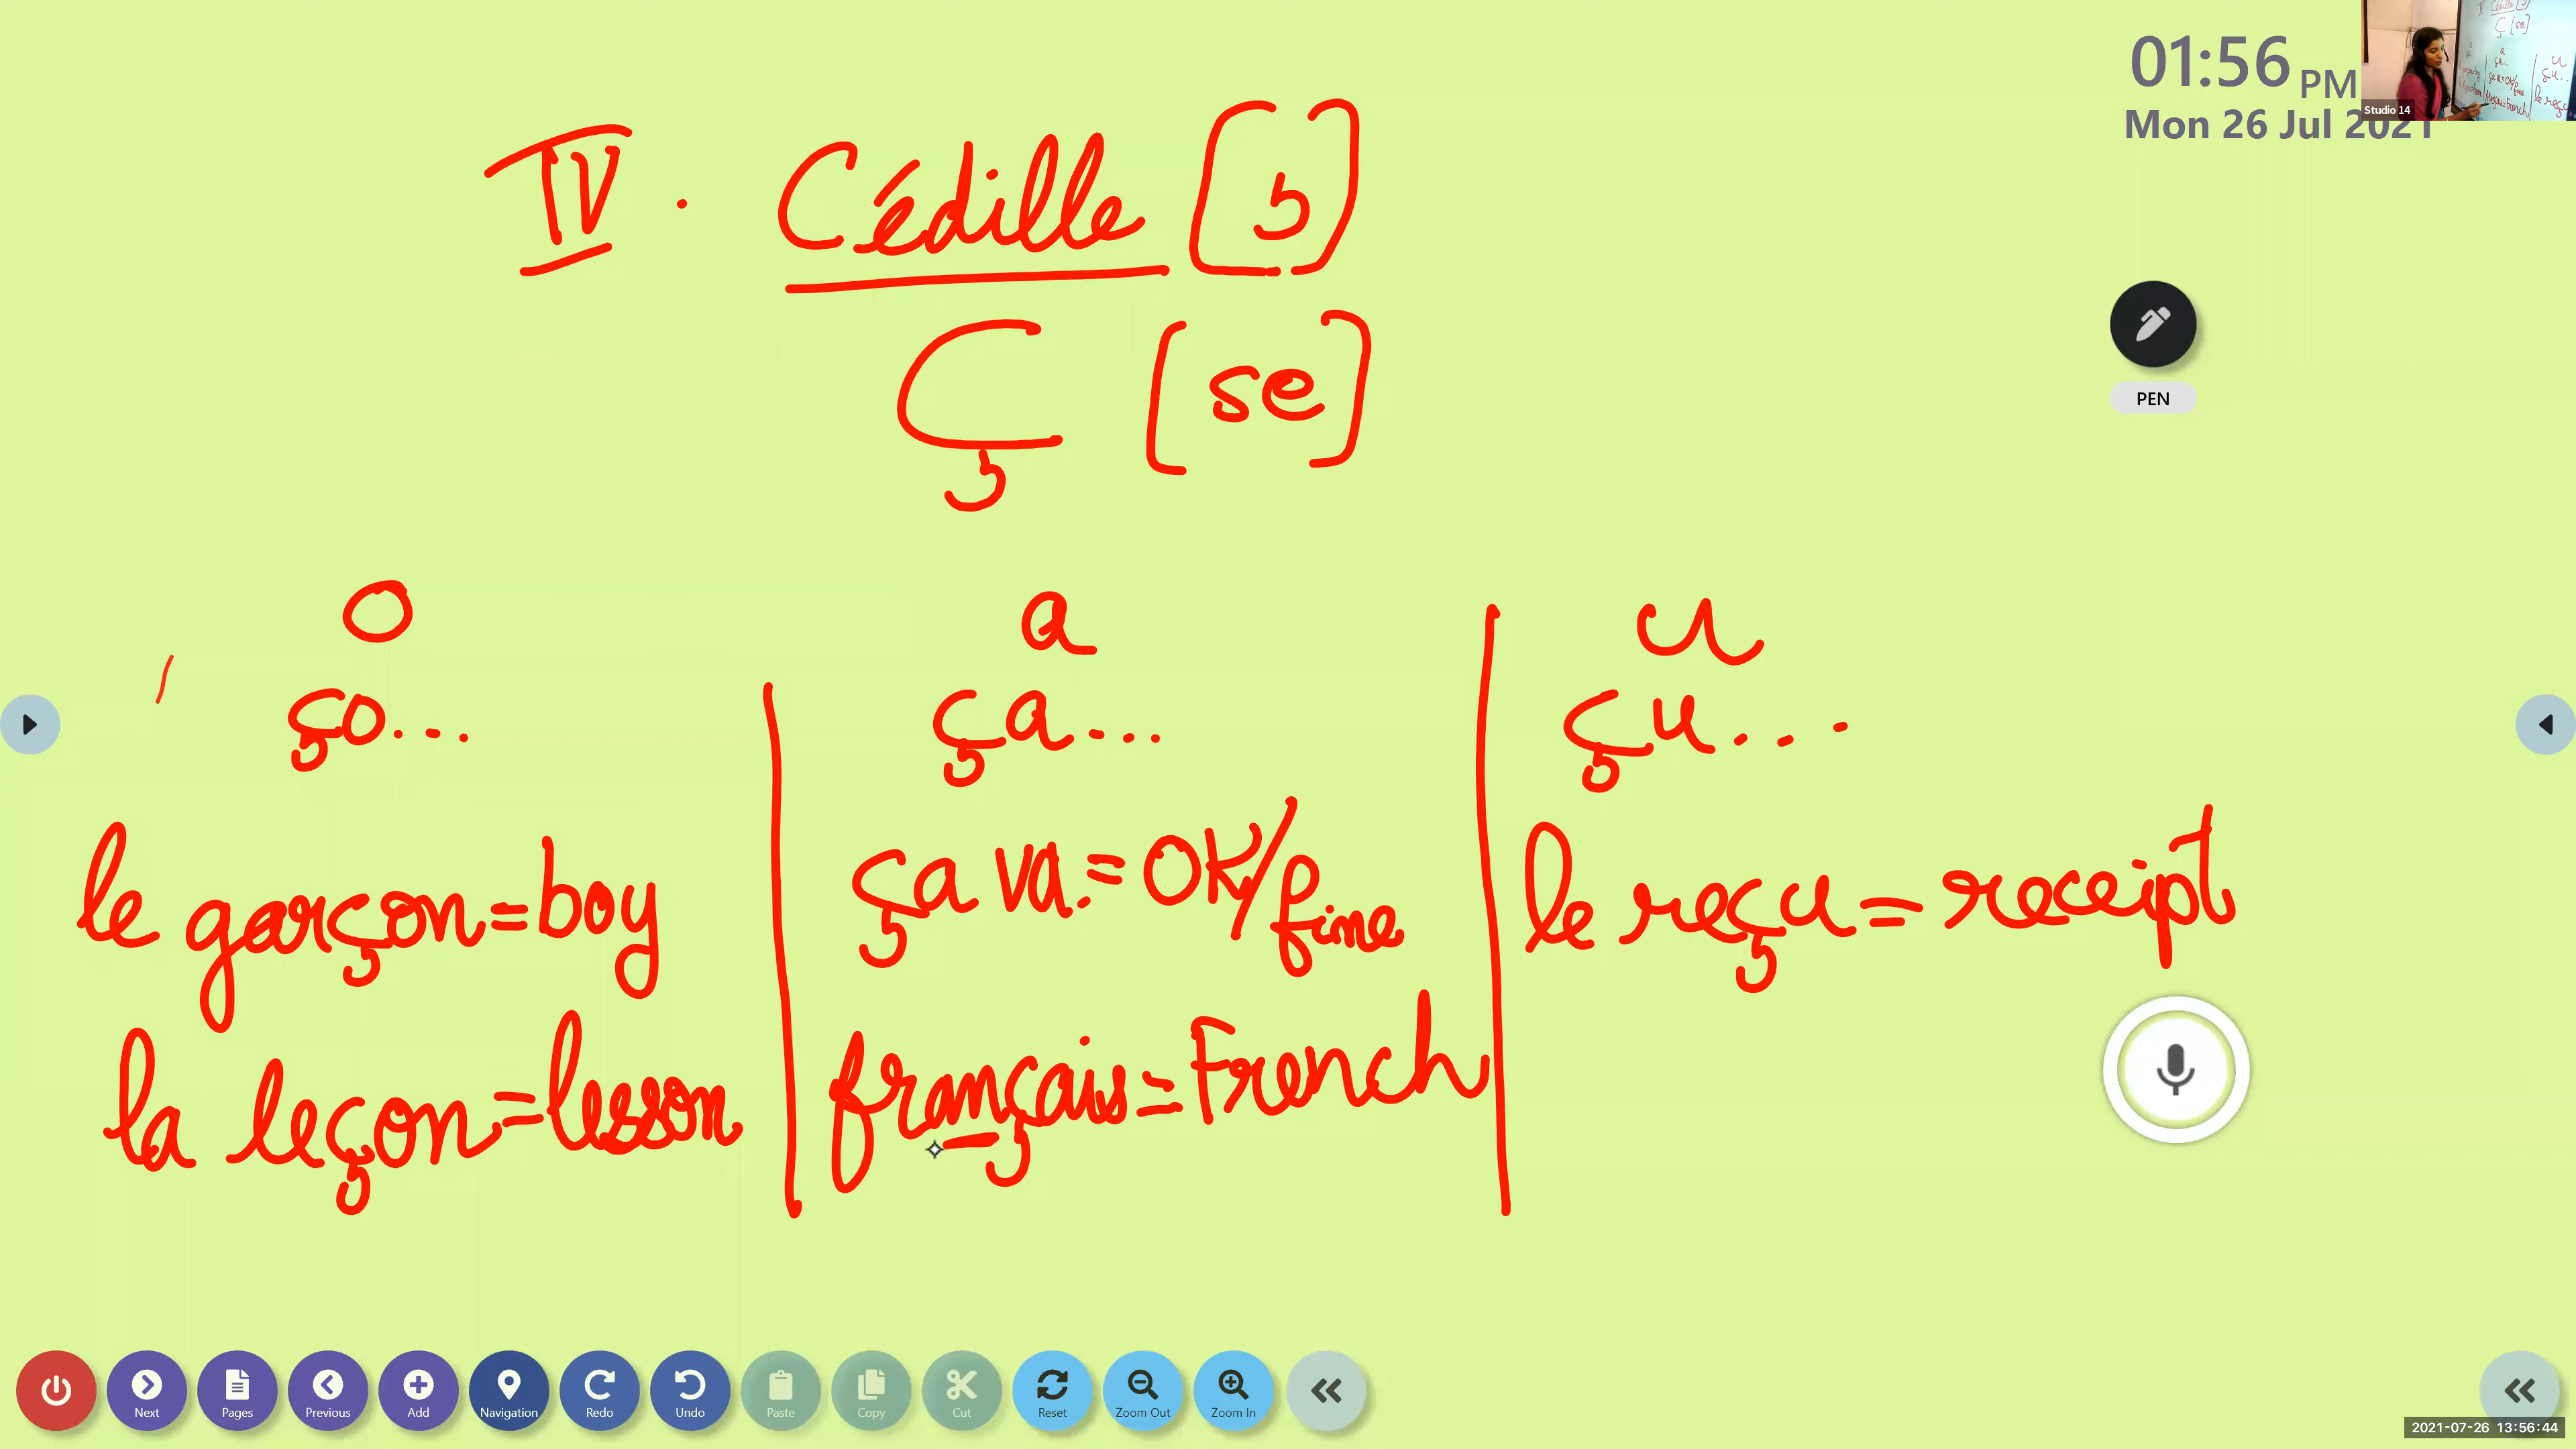 01:56 PM
Mon 26 Jul 2021
Studio 14
IV. Cédille [ ̧]
Ç [se]
PEN
o a u
ço... ça... çu...
le garçon=boy ça va.=OK/fine le reçu=receipt
la leçon=lesson français=French
Next Pages Previous Add Navigation Redo Undo Paste Copy Cut Reset Zoom Out Zoom In
2021-07-26 13:56:44